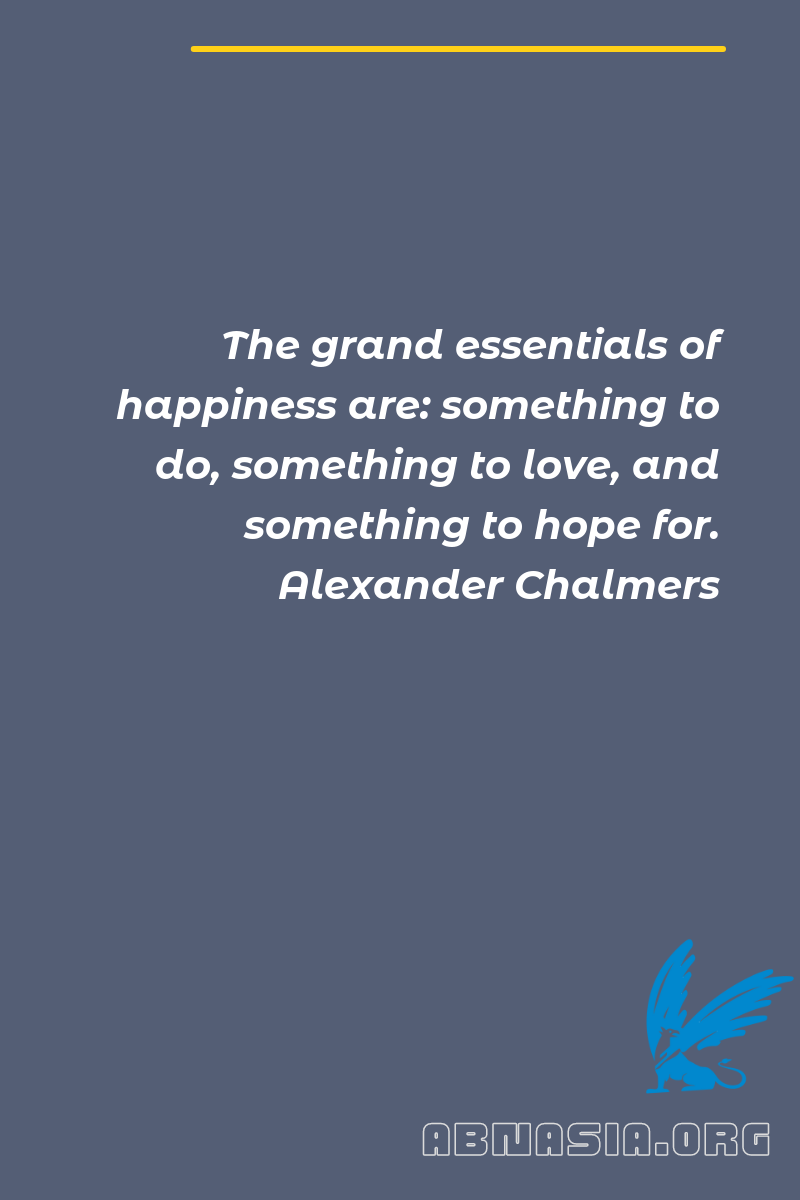 The grand essentials of
happiness are: something to
do, something to love, and
something to hope for.
Alexander Chalmers
ABNASIA.ORG